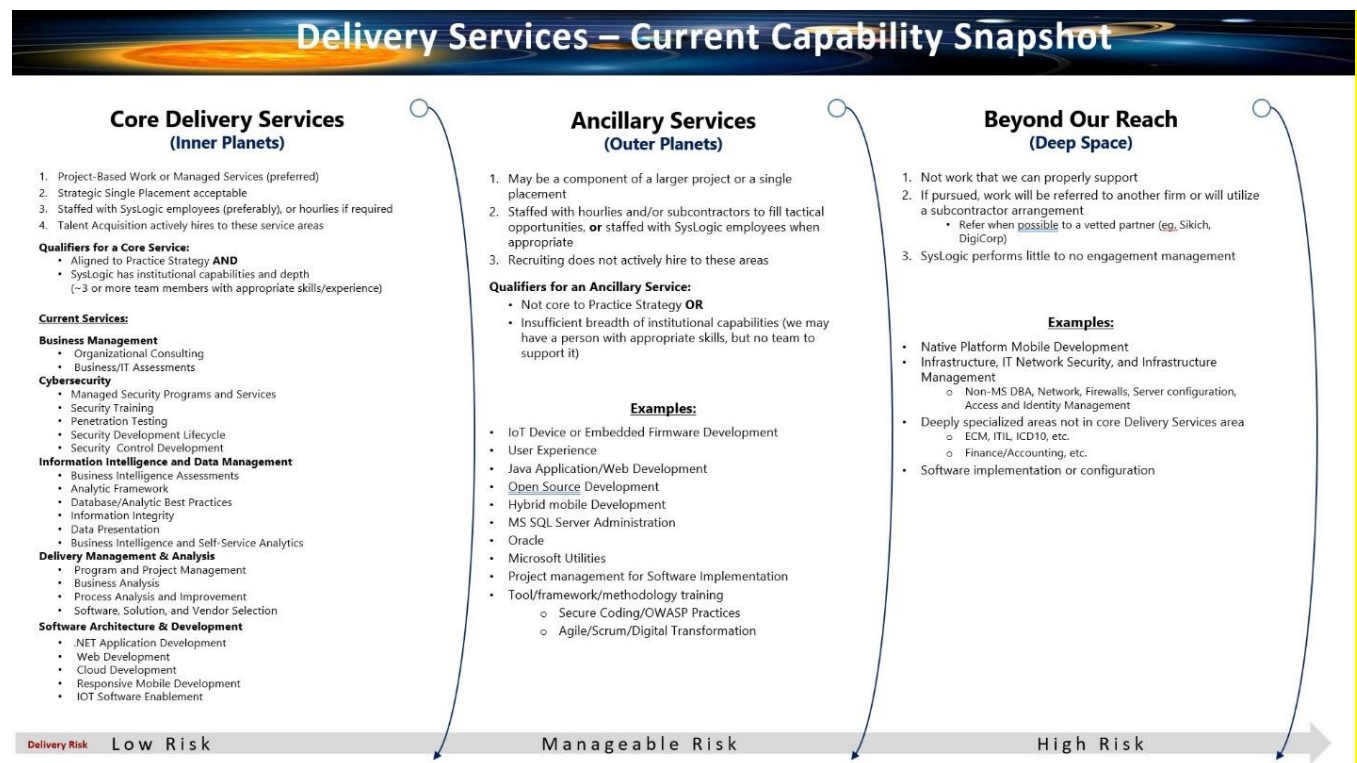 Delivery Services – Current Capability Snapshot
Core Delivery Services
(Inner Planets)
1. Project-Based Work or Managed Services (preferred)
2. Strategic Single Placement acceptable
3. Staffed with SysLogic employees (preferably), or hourlies if required
4. Talent Acquisition actively hires to these service areas
Qualifiers for a Core Service:
• Aligned to Practice Strategy AND
• SysLogic has institutional capabilities and depth
(~3 or more team members with appropriate skills/experience)
Current Services:
Business Management
• Organizational Consulting
• Business/IT Assessments
Cybersecurity
• Managed Security Programs and Services
• Security Training
• Penetration Testing
• Security Development Lifecycle
• Security Control Development
Information Intelligence and Data Management
• Business Intelligence Assessments
• Analytic Framework
• Database/Analytic Best Practices
• Information Integrity
• Data Presentation
• Business Intelligence and Self-Service Analytics
Delivery Management & Analysis
• Program and Project Management
• Business Analysis
• Process Analysis and Improvement
• Software, Solution, and Vendor Selection
Software Architecture & Development
• .NET Application Development
• Web Development
• Cloud Development
• Responsive Mobile Development
• IOT Software Enablement
Ancillary Services
(Outer Planets)
1. May be a component of a larger project or a single
placement
2. Staffed with hourlies and/or subcontractors to fill tactical
opportunities, or staffed with SysLogic employees when
appropriate
3. Recruiting does not actively hire to these areas
Qualifiers for an Ancillary Service:
• Not core to Practice Strategy OR
• Insufficient breadth of institutional capabilities (we may
have a person with appropriate skills, but no team to
support it)
Examples:
• IoT Device or Embedded Firmware Development
• User Experience
• Java Application/Web Development
• Open Source Development
• Hybrid mobile Development
• MS SQL Server Administration
• Oracle
• Microsoft Utilities
• Project management for Software Implementation
• Tool/framework/methodology training
o Secure Coding/OWASP Practices
o Agile/Scrum/Digital Transformation
Beyond Our Reach
(Deep Space)
1. Not work that we can properly support
2. If pursued, work will be referred to another firm or will utilize
a subcontractor arrangement
• Refer when possible to a vetted partner (eg, Sikich,
DigiCorp)
3. SysLogic performs little to no engagement management
Examples:
• Native Platform Mobile Development
• Infrastructure, IT Network Security, and Infrastructure
Management
o Non-MS DBA, Network, Firewalls, Server configuration,
Access and Identity Management
• Deeply specialized areas not in core Delivery Services area
o ECM, ITIL, ICD10, etc.
o Finance/Accounting, etc.
• Software implementation or configuration
Delivery Risk Low Risk Manageable Risk High Risk